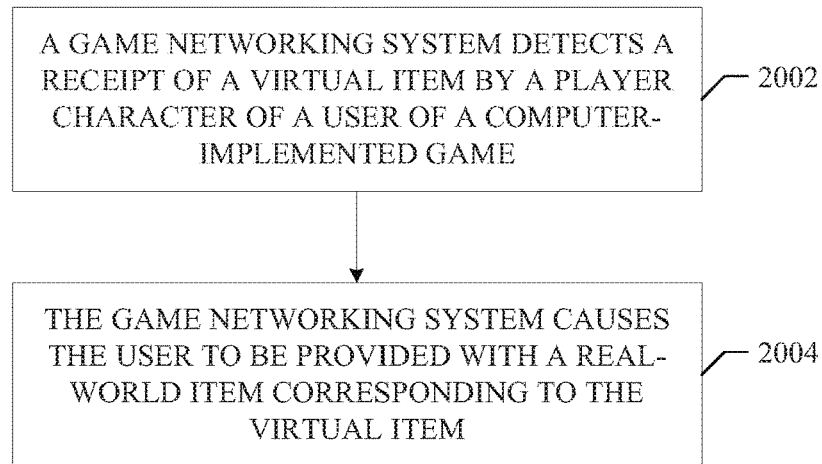 A GAME NETWORKING SYSTEM DETECTS A
RECEIPT OF A VIRTUAL ITEM BY A PLAYER
CHARACTER OF A USER OF A COMPUTER-
IMPLEMENTED GAME
2002
THE GAME NETWORKING SYSTEM CAUSES
THE USER TO BE PROVIDED WITH A REAL-
WORLD ITEM CORRESPONDING TO THE
VIRTUAL ITEM
2004